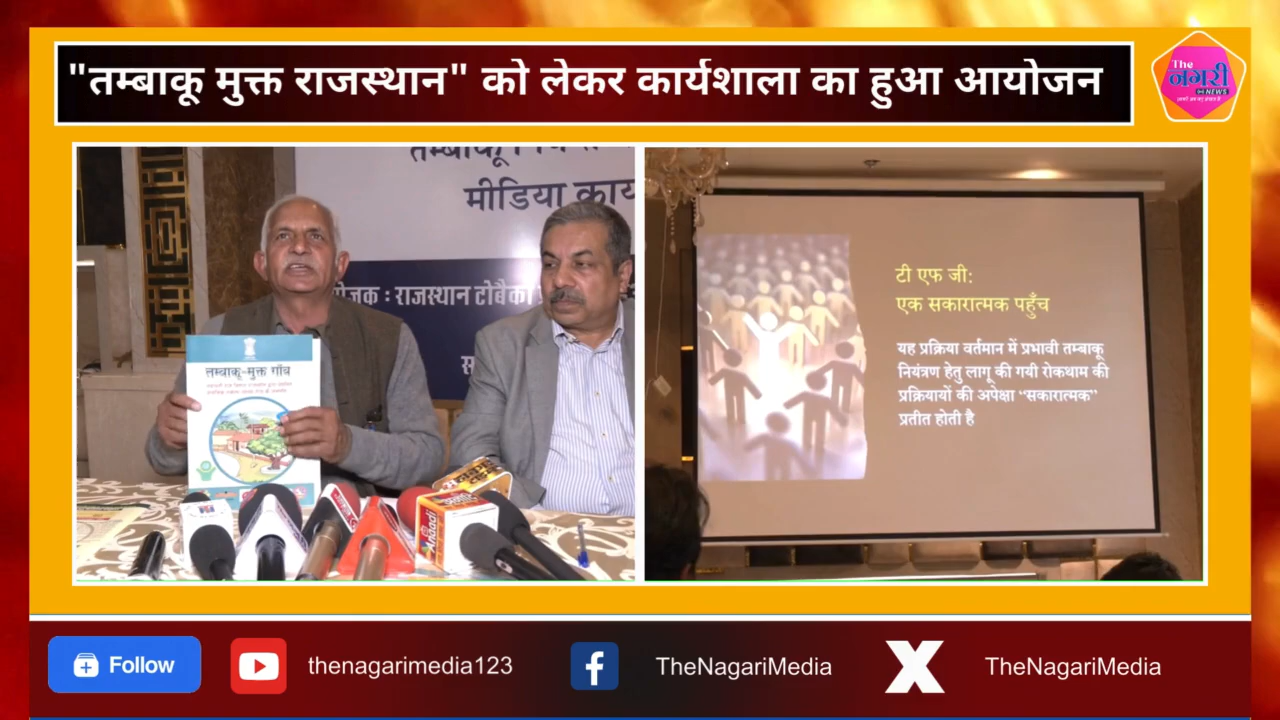 "तम्बाकू मुक्त राजस्थान" को लेकर कार्यशाला का हुआ आयोजन
The
नगरी
NEWS
मीडिया
राजस्थान
तम्बाकू-मुक्त गाँव
टी एफ जी:
एक सकारात्मक पहुँच
यह प्रक्रिया वर्तमान में प्रभावी तम्बाकू
नियंत्रण हेतु लागू की गयी रोकथाम की
प्रक्रियायों की अपेक्षा "सकारात्मक"
प्रतीत होती है
Follow
thenagarimedia123
TheNagariMedia
TheNagariMedia